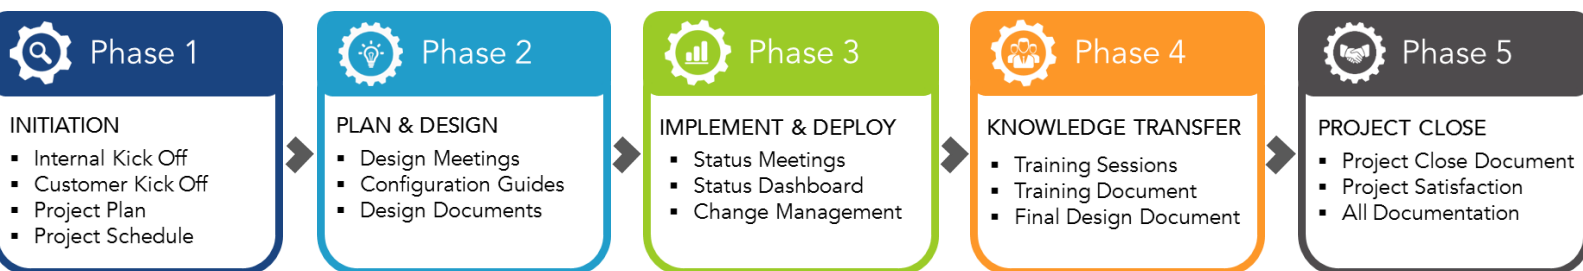 Phase 1
INITIATION
▪ Internal Kick Off
▪ Customer Kick Off
▪ Project Plan
▪ Project Schedule
Phase 2
PLAN & DESIGN
▪ Design Meetings
▪ Configuration Guides
▪ Design Documents
Phase 3
IMPLEMENT & DEPLOY
▪ Status Meetings
▪ Status Dashboard
▪ Change Management
Phase 4
KNOWLEDGE TRANSFER
▪ Training Sessions
▪ Training Document
▪ Final Design Document
Phase 5
PROJECT CLOSE
▪ Project Close Document
▪ Project Satisfaction
▪ All Documentation